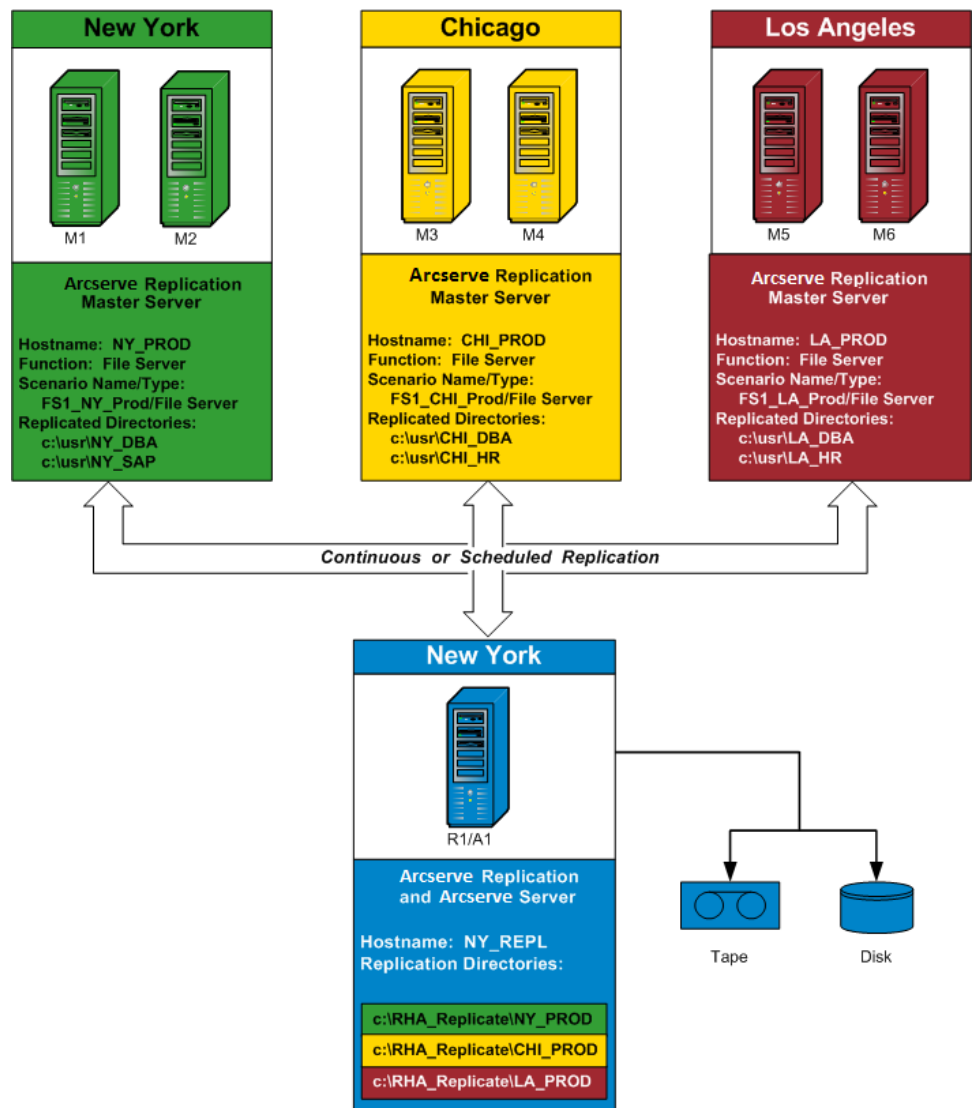 New York
M1
M2
Arcserve Replication
Master Server
Hostname: NY_PROD
Function: File Server
Scenario Name/Type:
FS1_NY_Prod/File Server
Replicated Directories:
c:\usr\NY_DBA
c:\usr\NY_SAP
Chicago
M3
M4
Arcserve Replication
Master Server
Hostname: CHI_PROD
Function: File Server
Scenario Name/Type:
FS1_CHI_Prod/File Server
Replicated Directories:
c:\usr\CHI_DBA
c:\usr\CHI_HR
Los Angeles
M5
M6
Arcserve Replication
Master Server
Hostname: LA_PROD
Function: File Server
Scenario Name/Type:
FS1_LA_Prod/File Server
Replicated Directories:
c:\usr\LA_DBA
c:\usr\LA_HR
Continuous or Scheduled Replication
New York
R1/A1
Arcserve Replication
and Arcserve Server
Hostname: NY_REPL
Replication Directories:
c:\RHA_Replicate\NY_PROD
c:\RHA_Replicate\CHI_PROD
c:\RHA_Replicate\LA_PROD
Tape
Disk